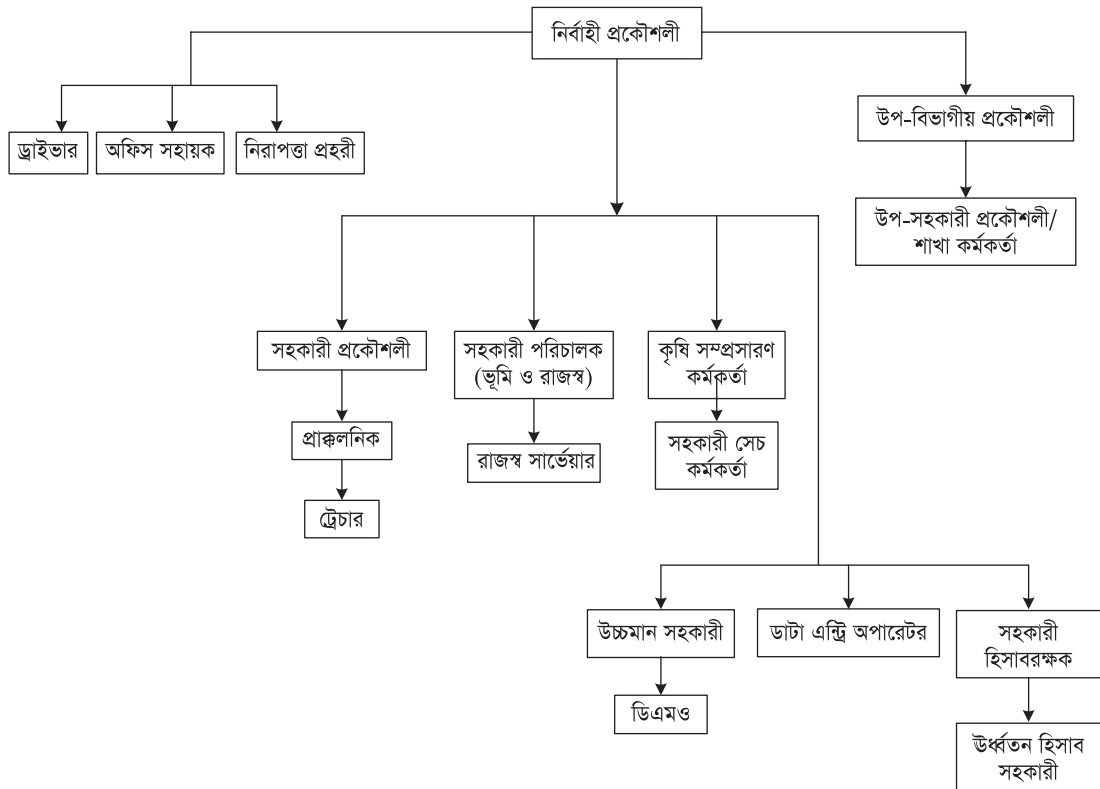 নির্বাহী প্রকৌশলী
ড্রাইভার
অফিস সহায়ক
নিরাপত্তা প্রহরী
উপ-বিভাগীয় প্রকৌশলী
উপ-সহকারী প্রকৌশলী/
শাখা কর্মকর্তা
সহকারী প্রকৌশলী
প্রাক্কলনিক
ট্রেচার
সহকারী পরিচালক
(ভূমি ও রাজস্ব)
রাজস্ব সার্ভেয়ার
কৃষি সম্প্রসারণ
কর্মকর্তা
সহকারী সেচ
কর্মকর্তা
উচ্চমান সহকারী
ডিএমও
ডাটা এন্ট্রি অপারেটর
সহকারী
হিসাবরক্ষক
ঊর্ধ্বতন হিসাব
সহকারী